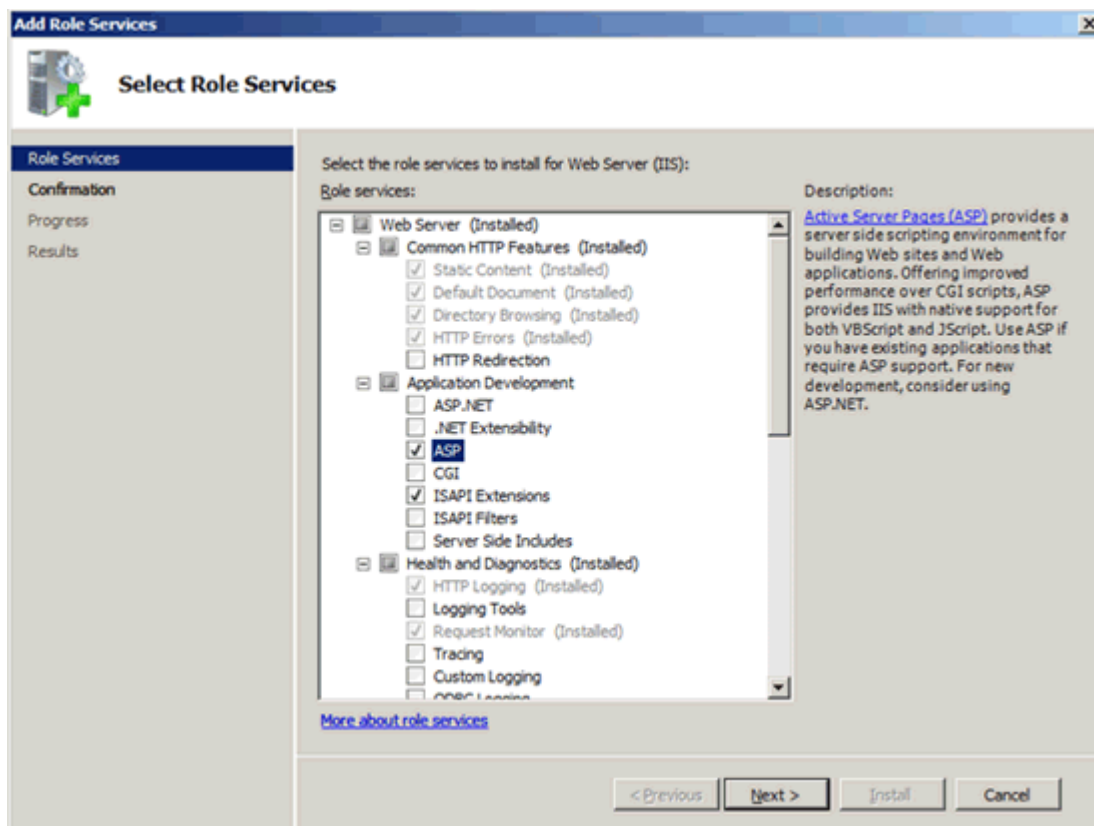 Add Role Services
Select Role Services
Role Services
Confirmation
Progress
Results
Select the role services to install for Web Server (IIS):
Role services:
Web Server (Installed)
Common HTTP Features (Installed)
Static Content (Installed)
Default Document (Installed)
Directory Browsing (Installed)
HTTP Errors (Installed)
HTTP Redirection
Application Development
ASP.NET
.NET Extensibility
ASP
CGI
ISAPI Extensions
ISAPI Filters
Server Side Includes
Health and Diagnostics (Installed)
HTTP Logging (Installed)
Logging Tools
Request Monitor (Installed)
Tracing
Custom Logging
ODBC Logging
More about role services
Description:
Active Server Pages (ASP) provides a
server side scripting environment for
building Web sites and Web
applications. Offering improved
performance over CGI scripts, ASP
provides IIS with native support for
both VBScript and JScript. Use ASP if
you have existing applications that
require ASP support. For new
development, consider using
ASP.NET.
< Previous
Next >
Install
Cancel